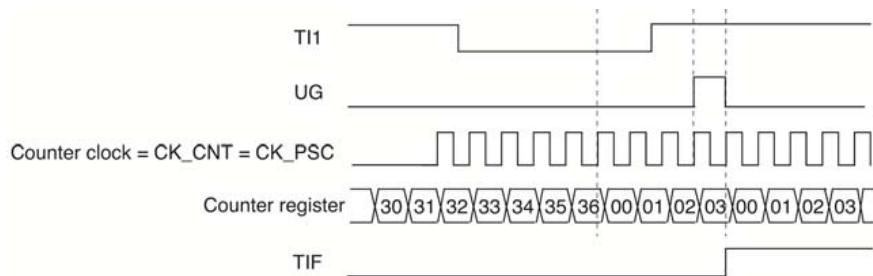 TI1
UG
Counter clock = CK_CNT = CK_PSC
Counter register 30 31 32 33 34 35 36 00 01 02 03 00 01 02 03
TIF